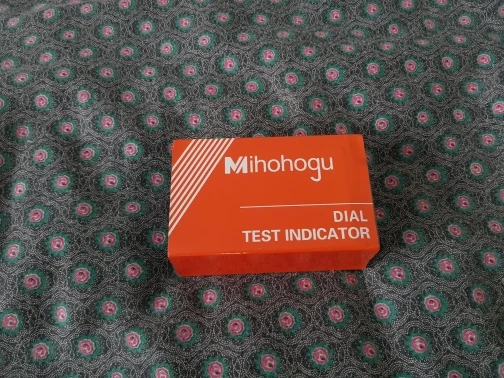 Mihohogu
DIAL
TEST INDICATOR